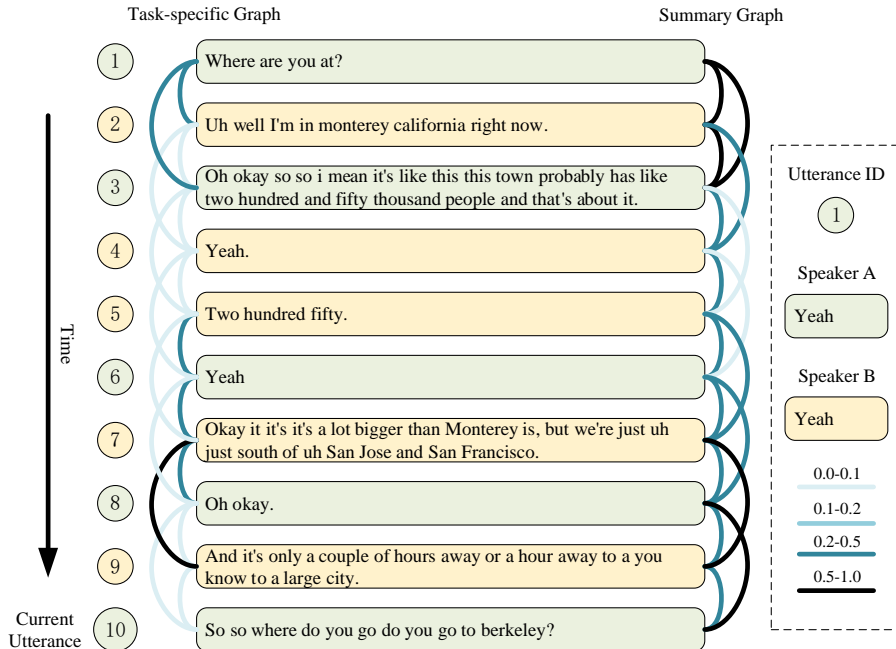 Task-specific Graph
Summary Graph
1
Where are you at?
2
Uh well I'm in monterey california right now.
3
Oh okay so so i mean it's like this this town probably has like
two hundred and fifty thousand people and that's about it.
4
Yeah.
5
Two hundred fifty.
6
Yeah
7
Okay it it's it's a lot bigger than Monterey is, but we're just uh
just south of uh San Jose and San Francisco.
8
Oh okay.
9
And it's only a couple of hours away or a hour away to a you
know to a large city.
Current
Utterance
10
So so where do you go do you go to berkeley?
Time
Utterance ID
1
Speaker A
Yeah
Speaker B
Yeah
0.0-0.1
0.1-0.2
0.2-0.5
0.5-1.0